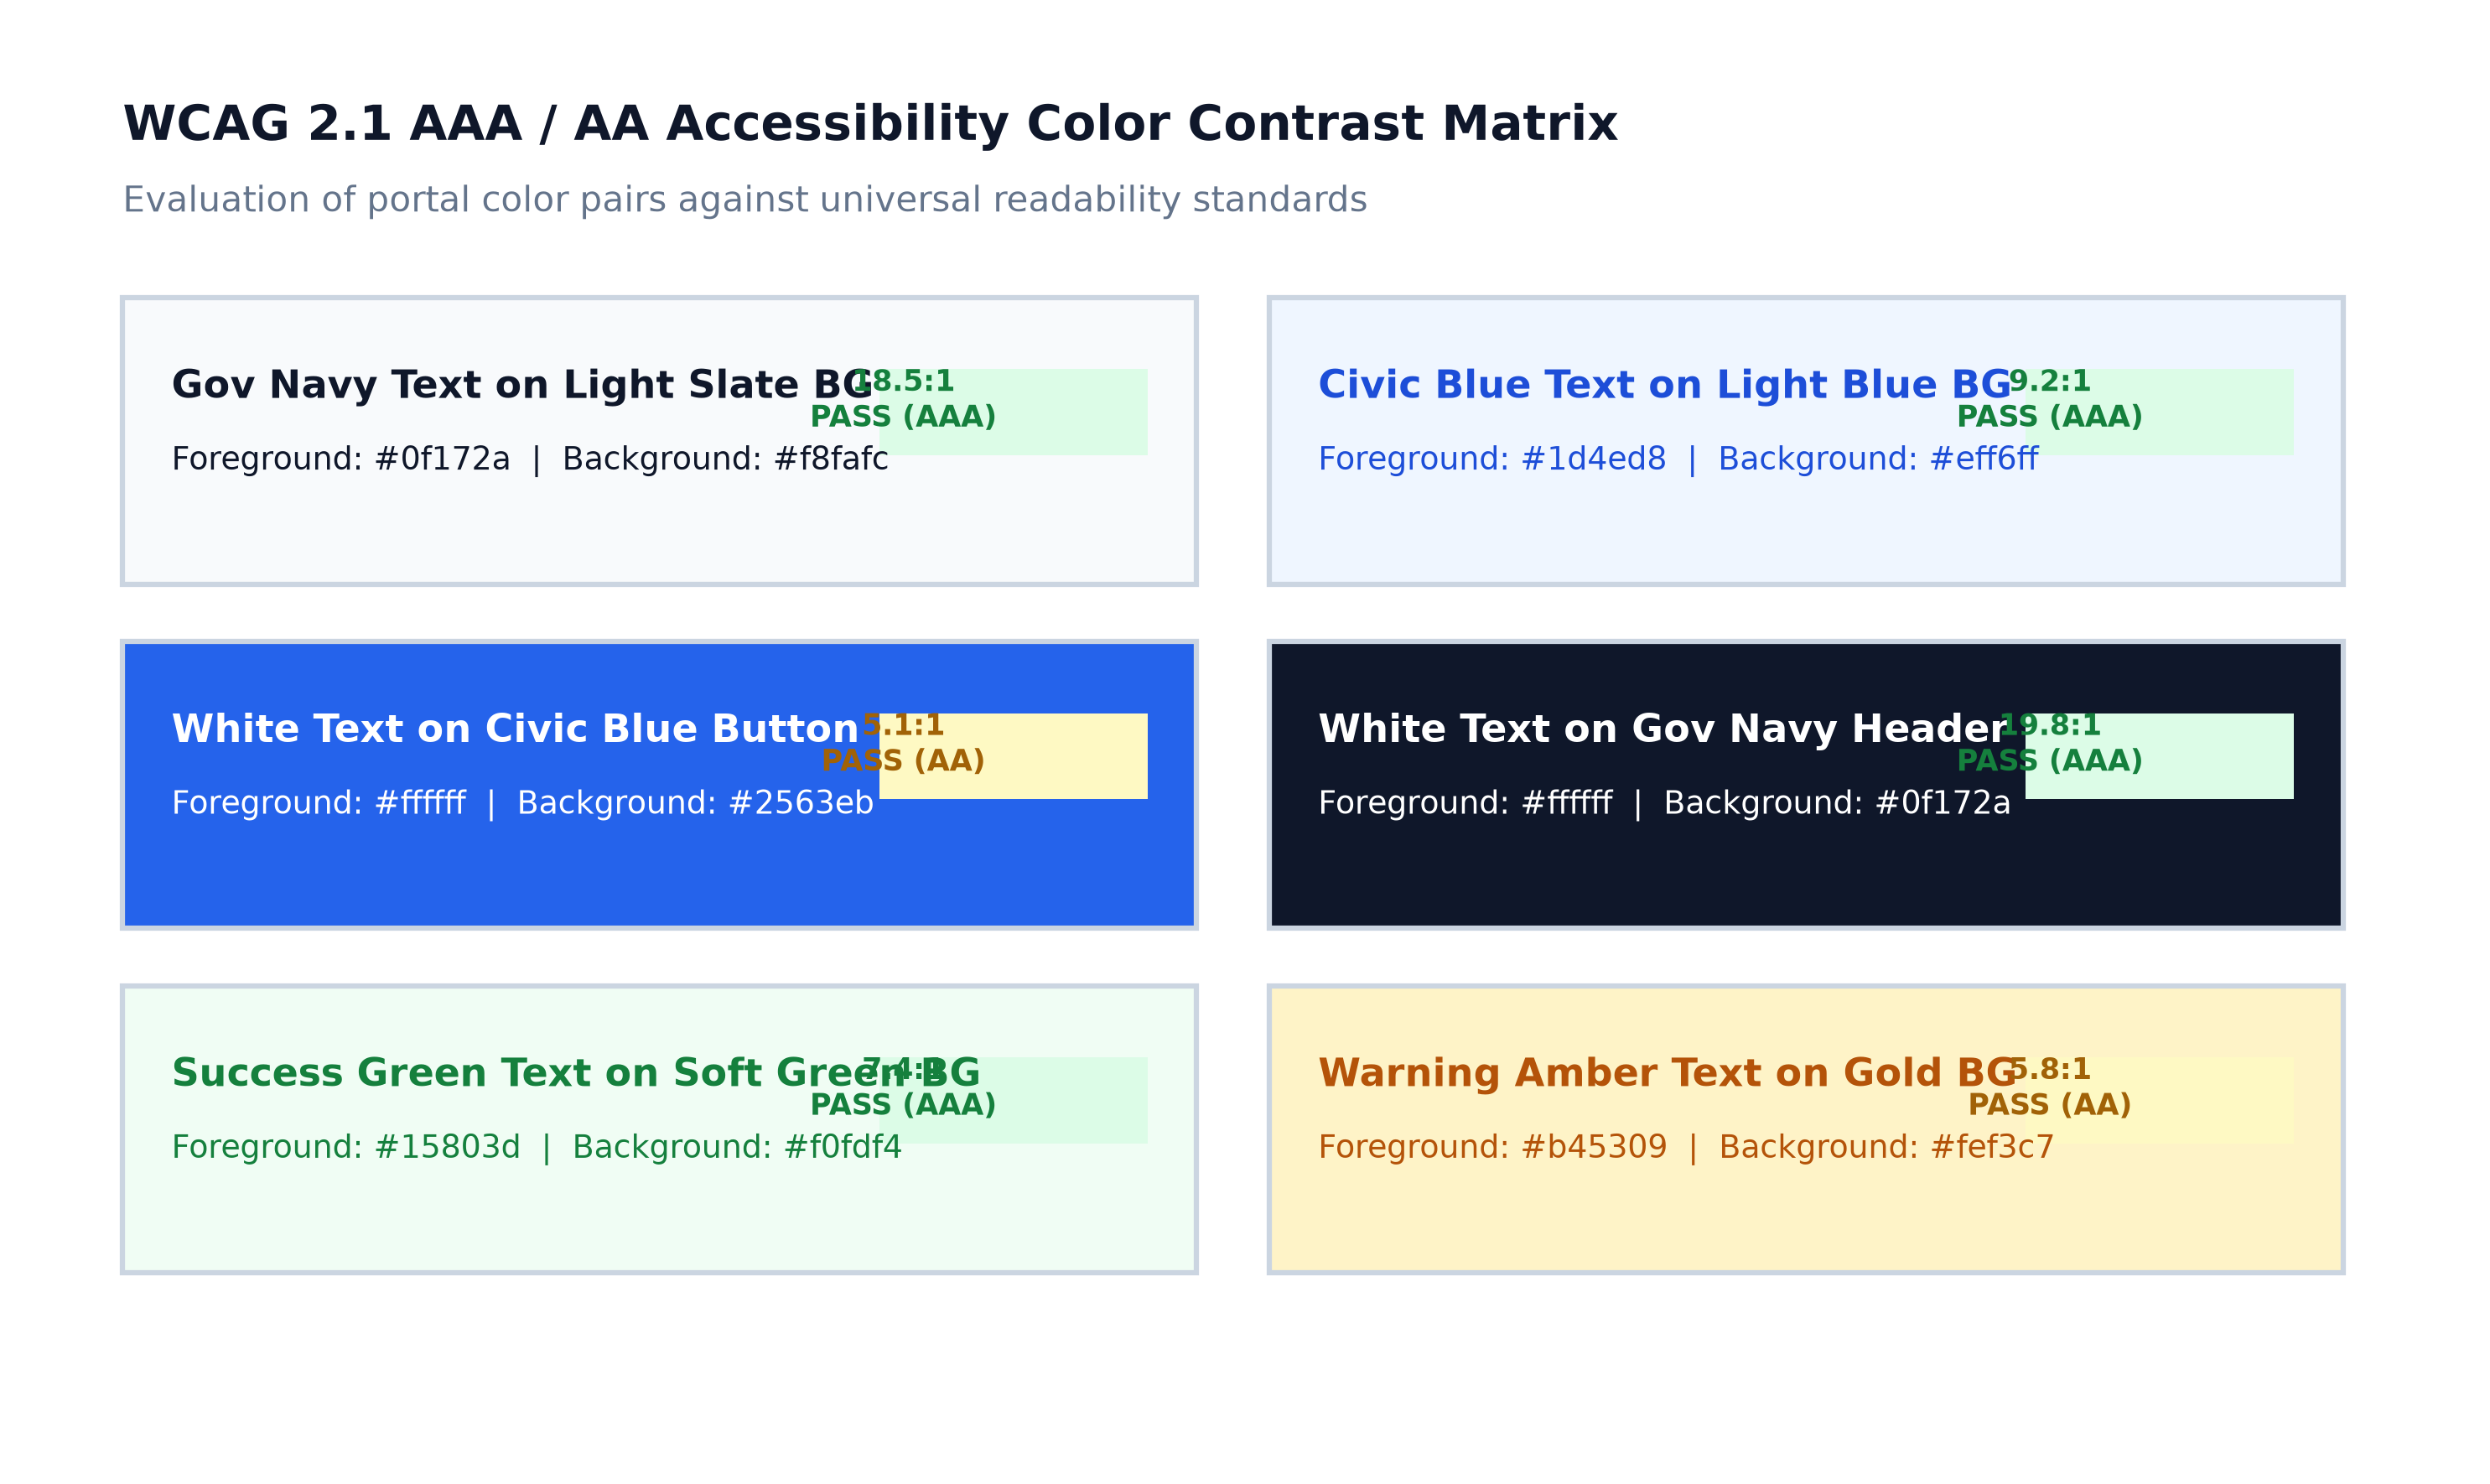 WCAG 2.1 AAA / AA Accessibility Color Contrast Matrix
Evaluation of portal color pairs against universal readability standards
Gov Navy Text on Light Slate BG
18.5:1
PASS (AAA)
Foreground: #0f172a | Background: #f8fafc
Civic Blue Text on Light Blue BG
9.2:1
PASS (AAA)
Foreground: #1d4ed8 | Background: #eff6ff
White Text on Civic Blue Button
5.1:1
PASS (AA)
Foreground: #ffffff | Background: #2563eb
White Text on Gov Navy Header
19.8:1
PASS (AAA)
Foreground: #ffffff | Background: #0f172a
Success Green Text on Soft Green BG
7.4:1
PASS (AAA)
Foreground: #15803d | Background: #f0fdf4
Warning Amber Text on Gold BG
5.8:1
PASS (AA)
Foreground: #b45309 | Background: #fef3c7